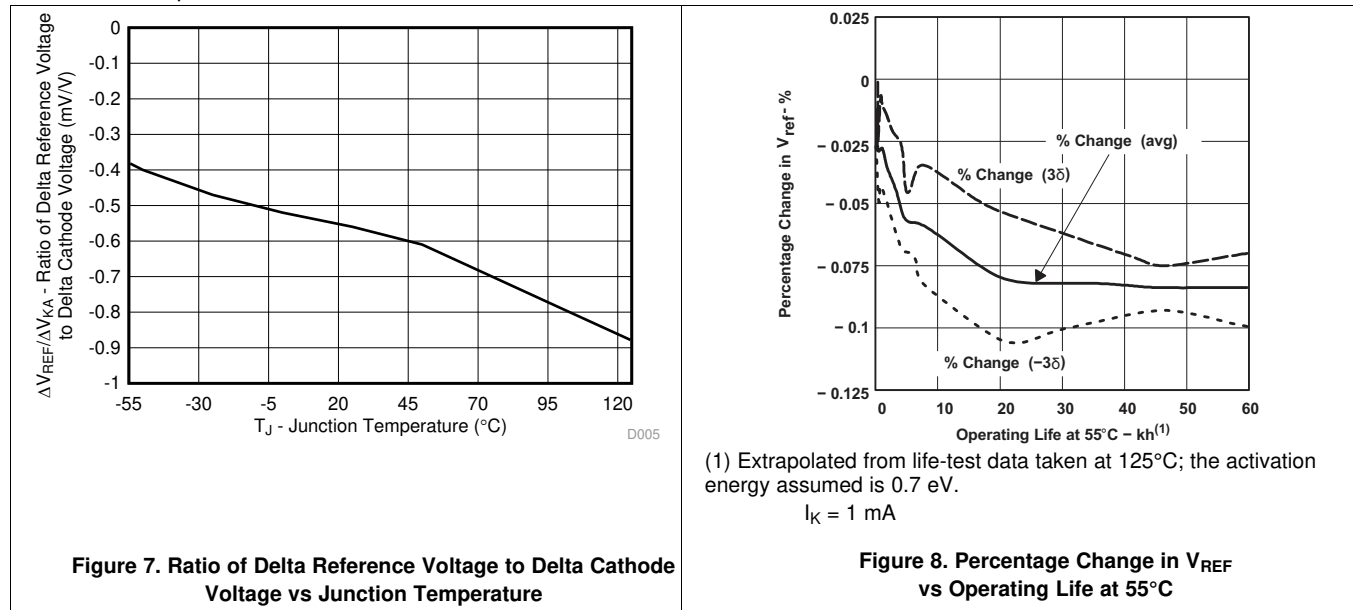 ΔV_REF/ΔV_KA - Ratio of Delta Reference Voltage
to Delta Cathode Voltage (mV/V)
0
-0.1
-0.2
-0.3
-0.4
-0.5
-0.6
-0.7
-0.8
-0.9
-1
-55
-30
-5
20
45
70
95
120
T_J - Junction Temperature (°C)
D005
Figure 7. Ratio of Delta Reference Voltage to Delta Cathode
Voltage vs Junction Temperature
Percentage Change in V_ref - %
0.025
0
− 0.025
− 0.05
− 0.075
− 0.1
− 0.125
% Change (avg)
% Change (3δ)
% Change (−3δ)
0
10
20
30
40
50
60
Operating Life at 55°C − kh(1)
(1) Extrapolated from life-test data taken at 125°C; the activation
energy assumed is 0.7 eV.
I_K = 1 mA
Figure 8. Percentage Change in V_REF
vs Operating Life at 55°C